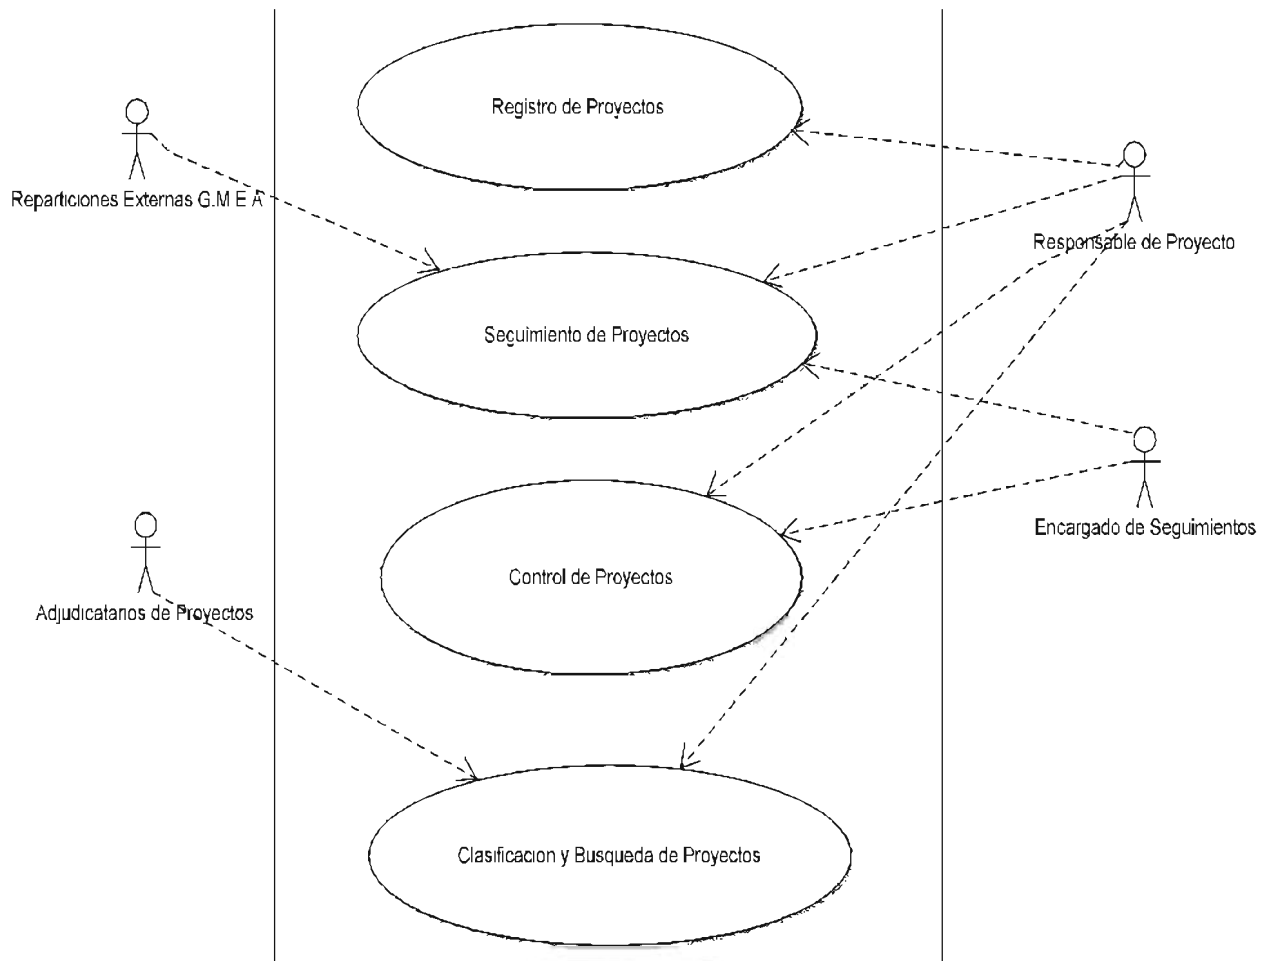 Registro de Proyectos
Reparticiones Externas G.M E A
Responsable de Proyecto
Seguimiento de Proyectos
Encargado de Seguimientos
Control de Proyectos
Adjudicatarios de Proyectos
Clasificacion y Busqueda de Proyectos